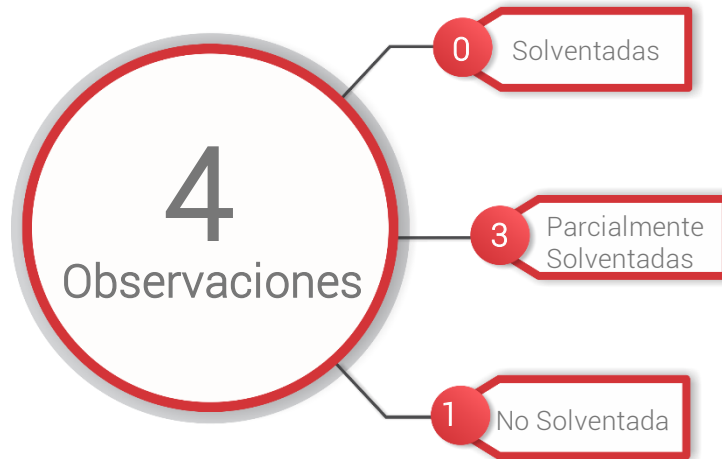 4
Observaciones
0
Solventadas
3
Parcialmente
Solventadas
1
No Solventada